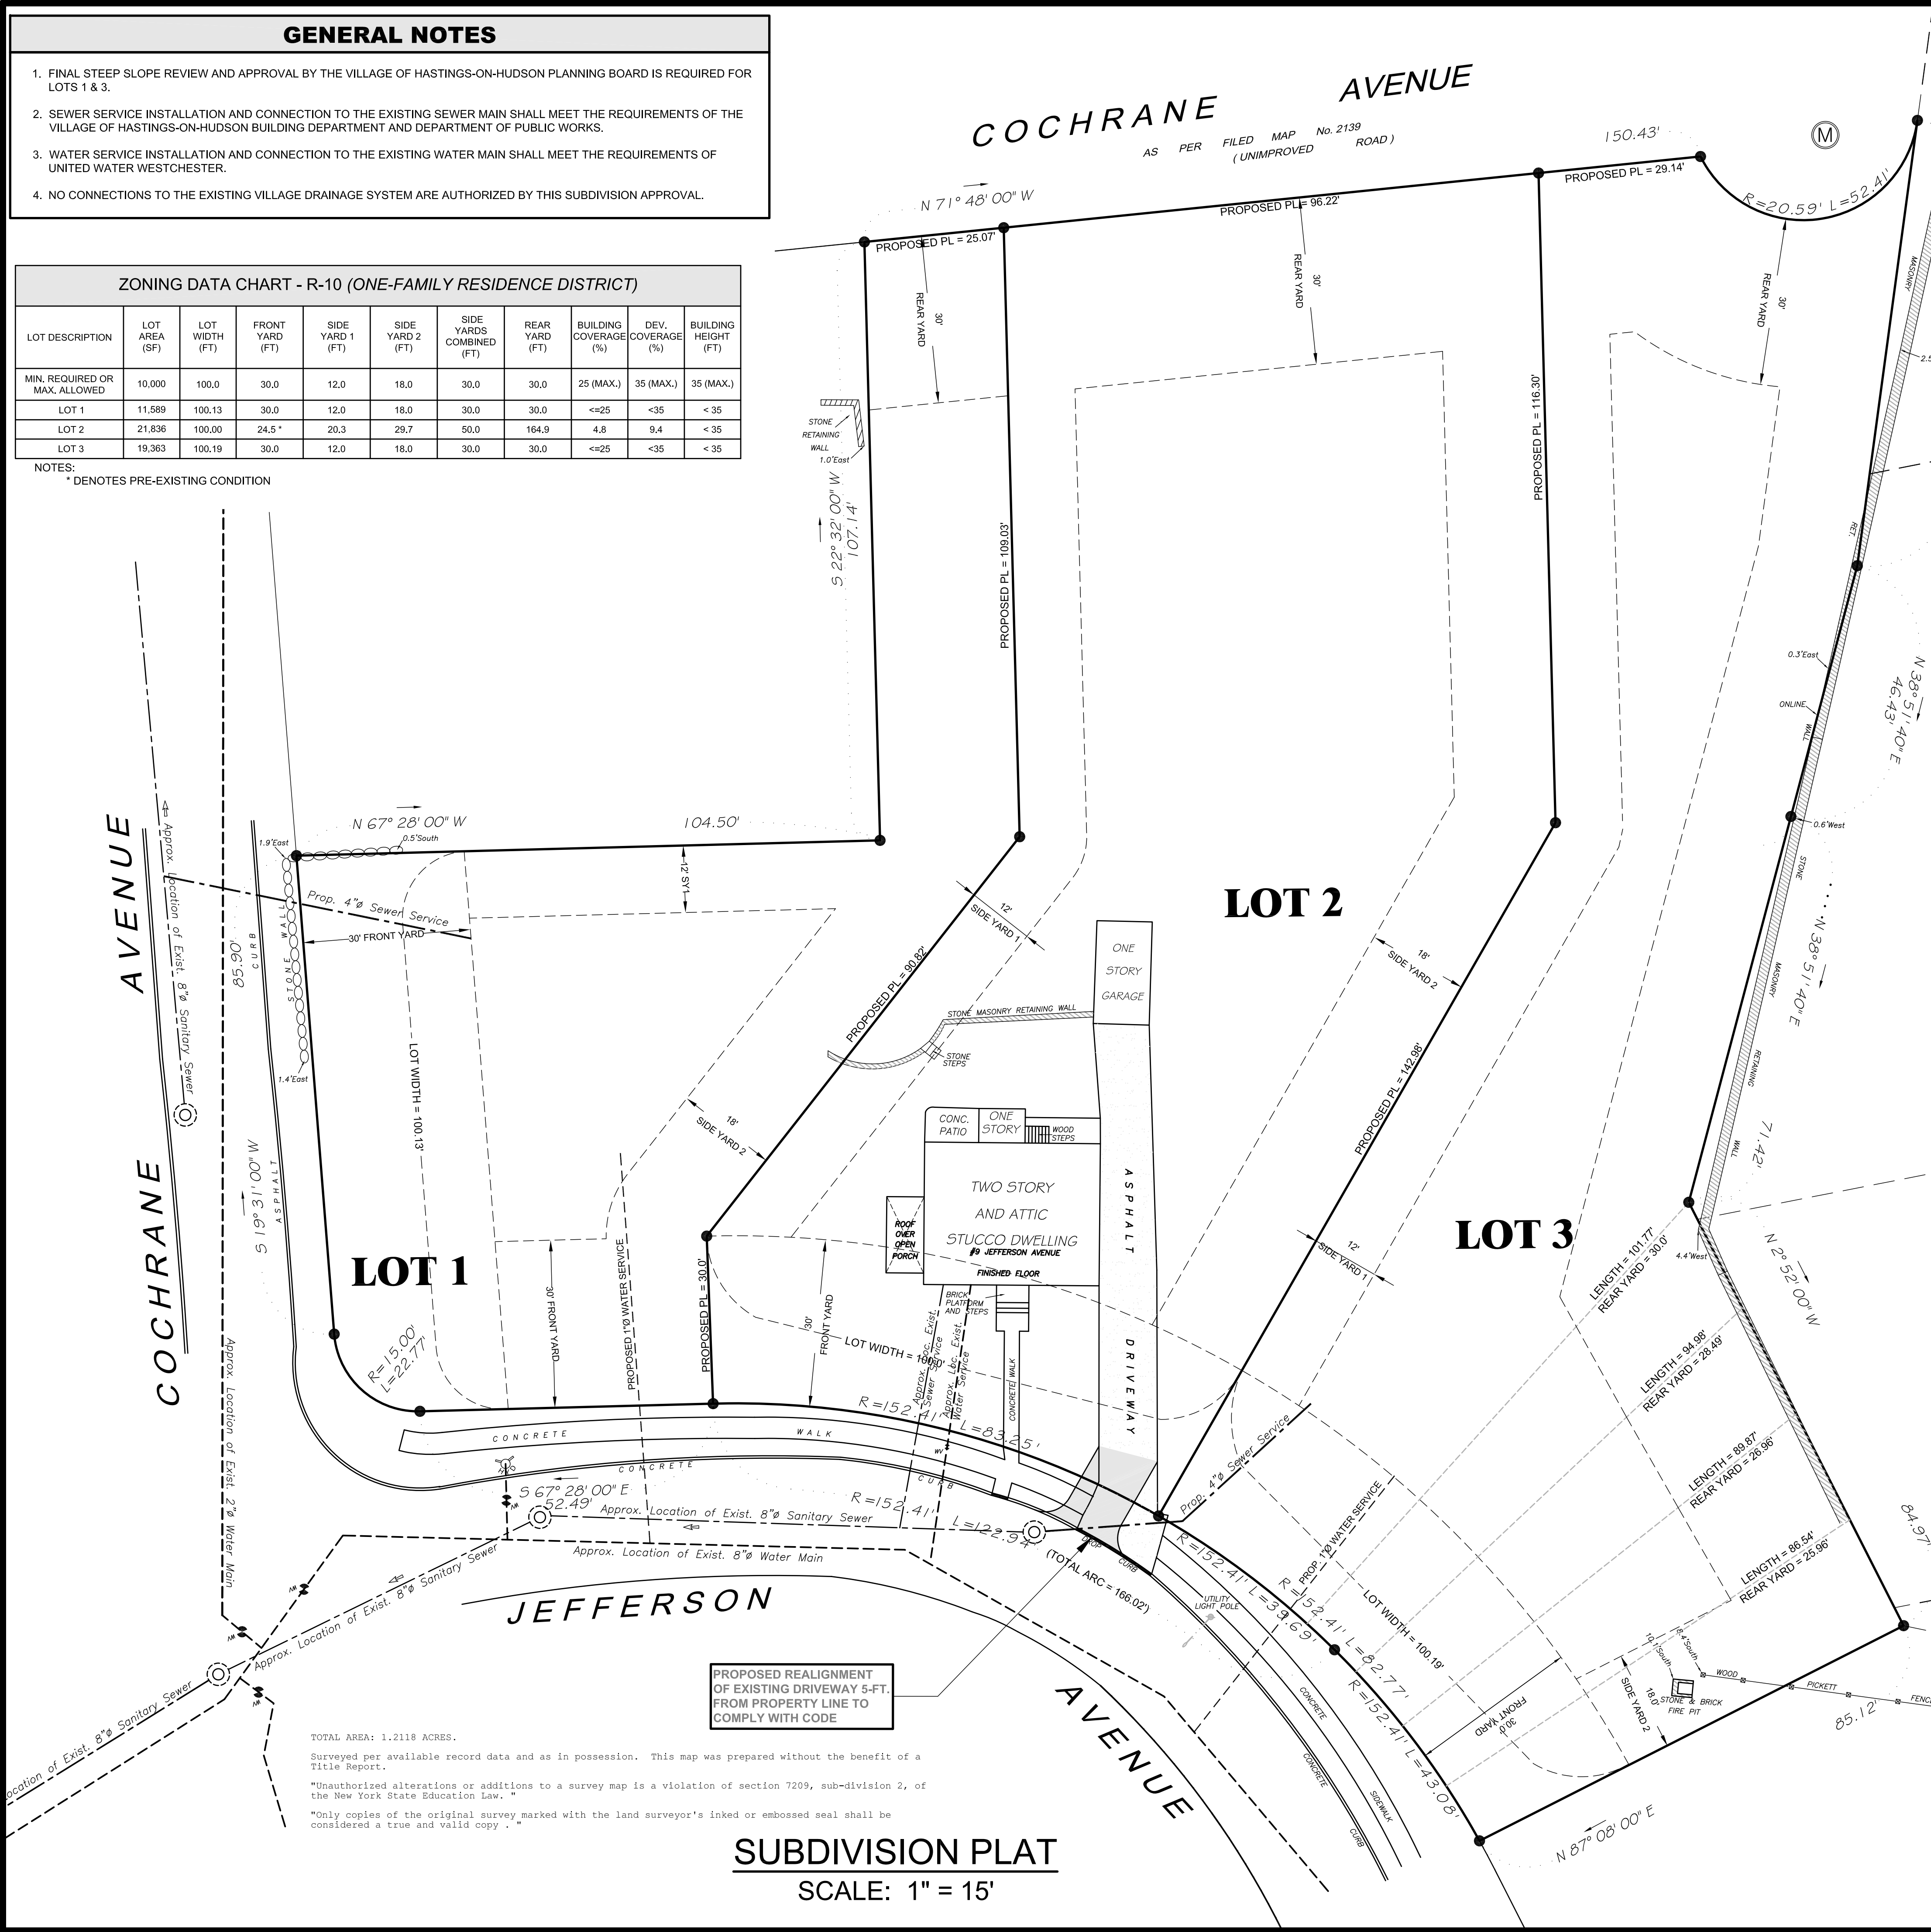 GENERAL NOTES
1. FINAL STEEP SLOPE REVIEW AND APPROVAL BY THE VILLAGE OF HASTINGS-ON-HUDSON PLANNING BOARD IS REQUIRED FOR
LOTS 1 & 3.
2. SEWER SERVICE INSTALLATION AND CONNECTION TO THE EXISTING SEWER MAIN SHALL MEET THE REQUIREMENTS OF THE
VILLAGE OF HASTINGS-ON-HUDSON BUILDING DEPARTMENT AND DEPARTMENT OF PUBLIC WORKS.
3. WATER SERVICE INSTALLATION AND CONNECTION TO THE EXISTING WATER MAIN SHALL MEET THE REQUIREMENTS OF
UNITED WATER WESTCHESTER.
4. NO CONNECTIONS TO THE EXISTING VILLAGE DRAINAGE SYSTEM ARE AUTHORIZED BY THIS SUBDIVISION APPROVAL.
ZONING DATA CHART - R-10 (ONE-FAMILY RESIDENCE DISTRICT)
LOT DESCRIPTION LOT AREA (SF) LOT WIDTH (FT) FRONT YARD (FT) SIDE YARD 1 (FT) SIDE YARD 2 (FT) SIDE YARDS COMBINED (FT) REAR YARD (FT) BUILDING COVERAGE (%) DEV. COVERAGE (%) BUILDING HEIGHT (FT)
MIN. REQUIRED OR MAX. ALLOWED 10,000 100.0 30.0 12.0 18.0 30.0 30.0 25 (MAX.) 35 (MAX.) 35 (MAX.)
LOT 1 11,589 100.13 30.0 12.0 18.0 30.0 30.0 <=25 <35 < 35
LOT 2 21,836 100.00 24.5 * 20.3 29.7 50.0 164.9 4.8 9.4 < 35
LOT 3 19,363 100.19 30.0 12.0 18.0 30.0 30.0 <=25 <35 < 35
NOTES:
* DENOTES PRE-EXISTING CONDITION
COCHRANE AVENUE
AS PER FILED MAP No. 2139
( UNIMPROVED ROAD )
150.43'
M
N 71° 48' 00" W
PROPOSED PL = 25.07'
PROPOSED PL = 96.22'
PROPOSED PL = 29.14'
R=20.59' L=52.41'
30'
REAR YARD
30'
REAR YARD
30'
REAR YARD
MASONRY
RET.
STONE
RETAINING
WALL
1.0'East
S 22° 32' 00" W
107.14'
PROPOSED PL = 109.03'
PROPOSED PL = 116.30'
0.3'East
ONLINE
WALL
N 38° 51' 40" E
46.43'
0.6'West
STONE
MASONRY
RETAINING
WALL
N 38° 51' 40" E
71.42'
4.4'West
N 2° 52' 00" W
84.97'
N 67° 28' 00" W
104.50'
1.9'East
0.5'South
Prop. 4"ø Sewer Service
12' SY1
30' FRONT YARD
STONE WALL
1.4'East
85.90'
CURB
ASPHALT
S 19° 31' 00" W
COCHRANE AVENUE
Approx. Location of Exist. 8"ø Sanitary Sewer
Approx. Location of Exist. 2"ø Water Main
LOT WIDTH = 100.13'
LOT 1
R=15.00'
L=22.77'
30' FRONT YARD
PROPOSED 1"Ø WATER SERVICE
PROPOSED PL = 30.0'
18'
SIDE YARD 2
PROPOSED PL = 90.82'
12'
SIDE YARD 1
LOT 2
ONE
STORY
GARAGE
STONE MASONRY RETAINING WALL
STONE
STEPS
CONC.
PATIO
ONE
STORY
WOOD
STEPS
TWO STORY
AND ATTIC
STUCCO DWELLING
#9 JEFFERSON AVENUE
FINISHED FLOOR
ROOF
OVER
OPEN
PORCH
BRICK
PLATFORM
AND STEPS
CONCRETE WALK
ASPHALT DRIVEWAY
30'
FRONT YARD
LOT WIDTH = 100.0'
Approx. Loc. Exist.
Sewer Service
Approx. Loc. Exist.
Water Service
WV
18'
SIDE YARD 2
PROPOSED PL = 142.98'
12'
SIDE YARD 1
LOT 3
LENGTH = 101.77'
REAR YARD = 30.0'
LENGTH = 94.98'
REAR YARD = 28.49'
LENGTH = 89.87'
REAR YARD = 26.96'
LENGTH = 86.54'
REAR YARD = 25.96'
R=152.41' L=83.25'
CONCRETE WALK
CONCRETE CURB
HYD
WV
S 67° 28' 00" E
52.49'
R=152.41' L=122.94'
(TOTAL ARC = 166.02')
Approx. Location of Exist. 8"ø Sanitary Sewer
Approx. Location of Exist. 8"ø Water Main
Approx. Location of Exist. 8"ø Sanitary Sewer
WV
WV
WV
ocation of Exist. 8"ø Sanitary Sewer
JEFFERSON AVENUE
DROP CURB
Prop. 4"ø Sewer Service
PROP. 1"Ø WATER SERVICE
R=152.41' L=39.69'
R=152.41' L=82.77'
R=152.41' L=43.08'
LOT WIDTH = 100.19'
UTILITY
LIGHT POLE
CONCRETE
SIDEWALK
CONCRETE
CURB
30.0'
FRONT YARD
18.0'
SIDE YARD 2
10.1'South
8.4'South
STONE & BRICK
FIRE PIT
WOOD PICKETT FENC
85.12'
N 87° 08' 00" E
PROPOSED REALIGNMENT
OF EXISTING DRIVEWAY 5-FT.
FROM PROPERTY LINE TO
COMPLY WITH CODE
TOTAL AREA: 1.2118 ACRES.
Surveyed per available record data and as in possession. This map was prepared without the benefit of a
Title Report.
"Unauthorized alterations or additions to a survey map is a violation of section 7209, sub-division 2, of
the New York State Education Law. "
"Only copies of the original survey marked with the land surveyor's inked or embossed seal shall be
considered a true and valid copy . "
SUBDIVISION PLAT
SCALE: 1" = 15'